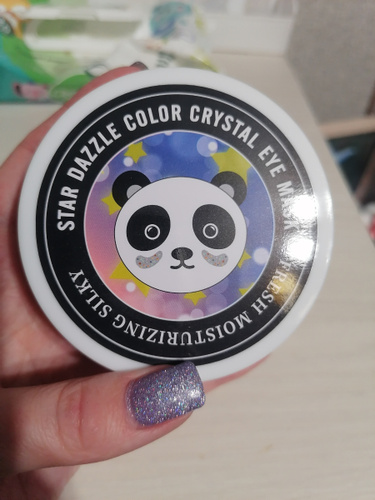 STAR DAZZLE COLOR CRYSTAL EYE MASK
FRESH MOISTURIZING SILKY